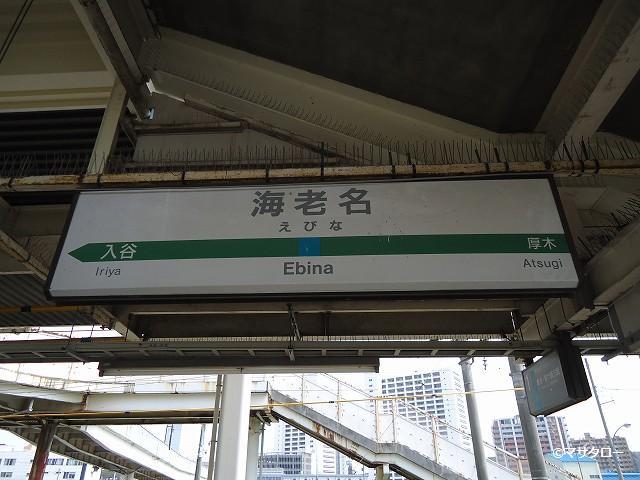 海老名
えびな
入谷
厚木
Iriya
Ebina
Atsugi
©マサタロー